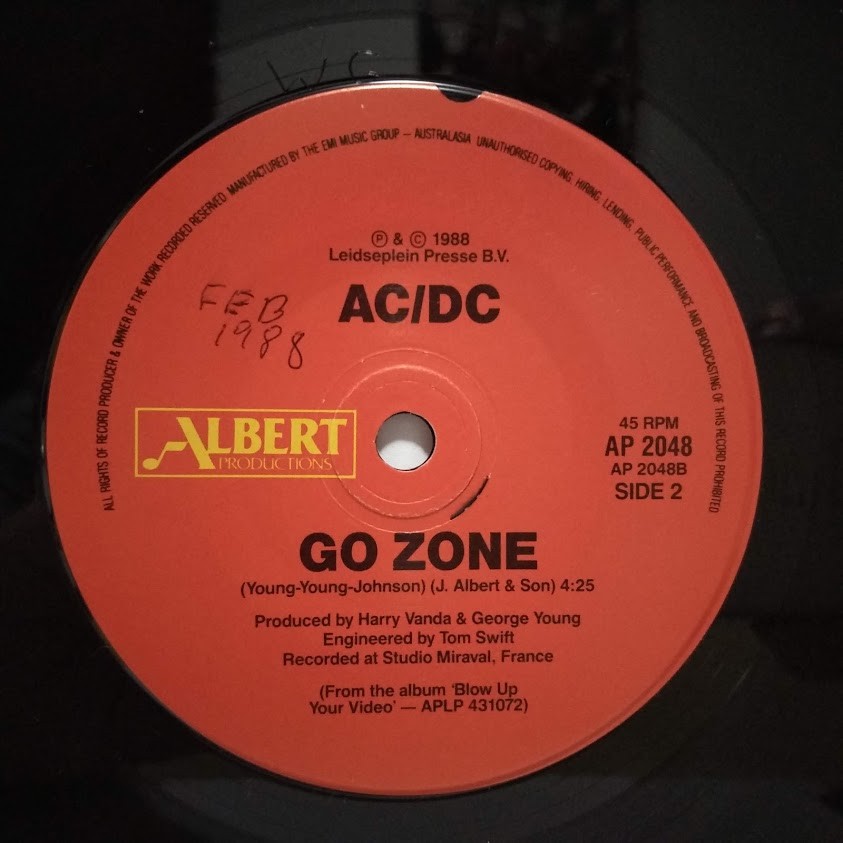 WC
ALL RIGHTS OF RECORD PRODUCER & OWNER OF THE WORK RECORDED RESERVED. MANUFACTURED BY THE EMI MUSIC GROUP — AUSTRALASIA UNAUTHORISED COPYING, HIRING, LENDING, PUBLIC PERFORMANCE AND BROADCASTING OF THIS RECORD PROHIBITED
Ⓟ & © 1988
Leidseplein Presse B.V.
AC/DC
FEB
1988
ALBERT
PRODUCTIONS
45 RPM
AP 2048
AP 2048B
SIDE 2
GO ZONE
(Young-Young-Johnson) (J. Albert & Son) 4:25
Produced by Harry Vanda & George Young
Engineered by Tom Swift
Recorded at Studio Miraval, France
(From the album ‘Blow Up
Your Video’ — APLP 431072)